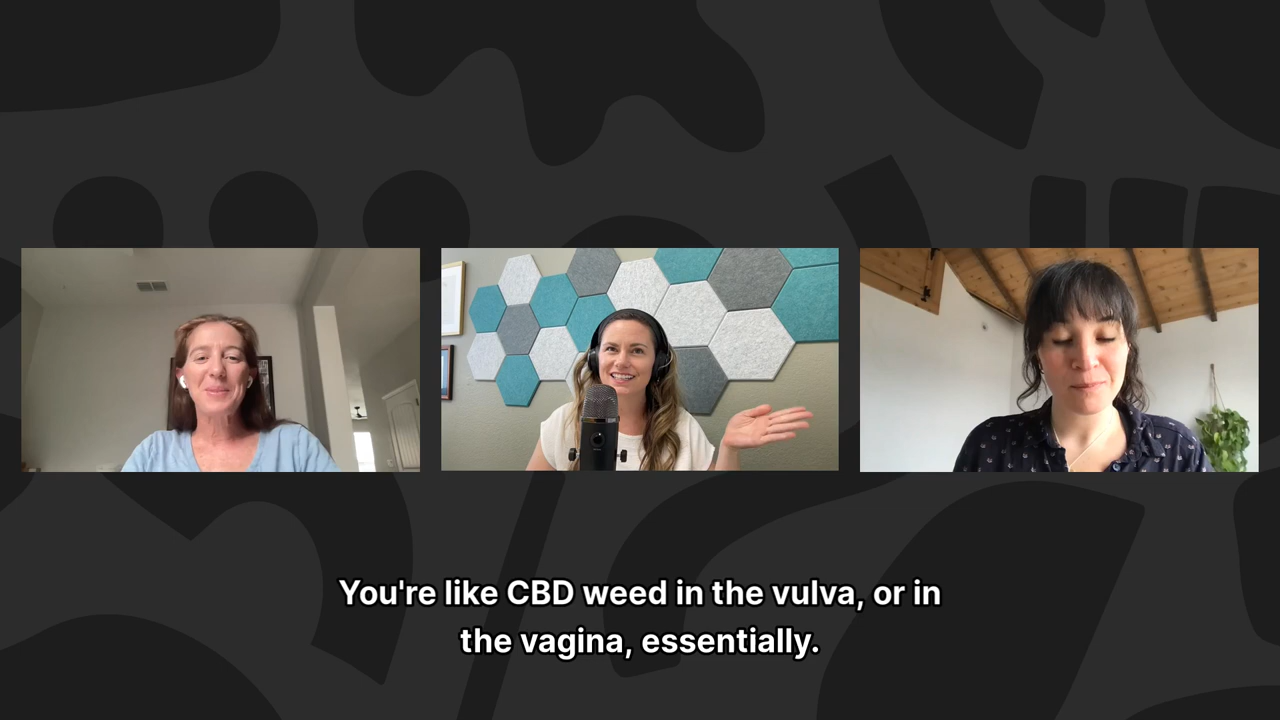 You're like CBD weed in the vulva, or in
the vagina, essentially.